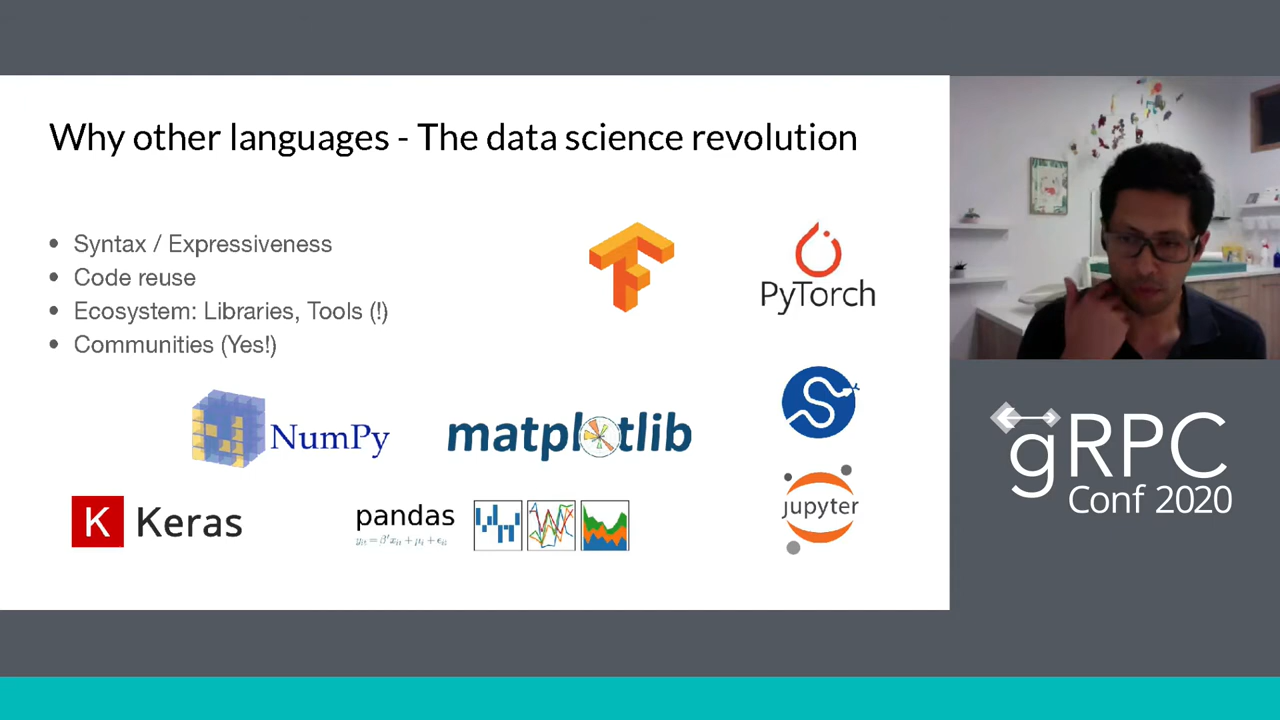 Why other languages - The data science revolution
• Syntax / Expressiveness
• Code reuse
• Ecosystem: Libraries, Tools (!)
• Communities (Yes!)
PyTorch
NumPy
matplotlib
K Keras
pandas
jupyter
gRPC
Conf 2020